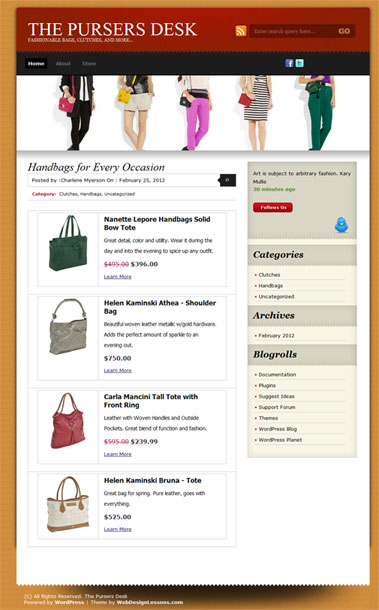 THE PURSERS DESK
FASHIONABLE BAGS, CLUTCHES, AND MORE...
Enter search query here...
GO
Home About Store
Handbags for Every Occasion
Posted by :Charlene Myerson On : February 25, 2012
0
Category: Clutches, Handbags, Uncategorized
Nanette Lepore Handbags Solid
Bow Tote
Great detail, color and utility. Wear it during the
day and into the evening to spice up any outfit.
$495.00 $396.00
Learn More
Helen Kaminski Athea - Shoulder
Bag
Beautiful woven leather metallic w/gold hardware.
Adds the perfect amount of sparkle to an
evening out.
$750.00
Learn More
Carla Mancini Tall Tote with
Front Ring
Leather with Woven Handles and Outside
Pockets. Great blend of function and fashion.
$595.00 $239.99
Learn More
Helen Kaminski Bruna - Tote
Great bag for spring. Pure leather, goes with
everything.
$525.00
Learn More
Art is subject to arbitrary fashion. Kary
Mullis
30 minutes ago
Follows Us
Categories
Clutches
Handbags
Uncategorized
Archives
February 2012
Blogrolls
Documentation
Plugins
Suggest Ideas
Support Forum
Themes
WordPress Blog
WordPress Planet
(C) All Rights Reserved. The Pursers Desk
Powered by WordPress | Theme by WebDesignLessons.com